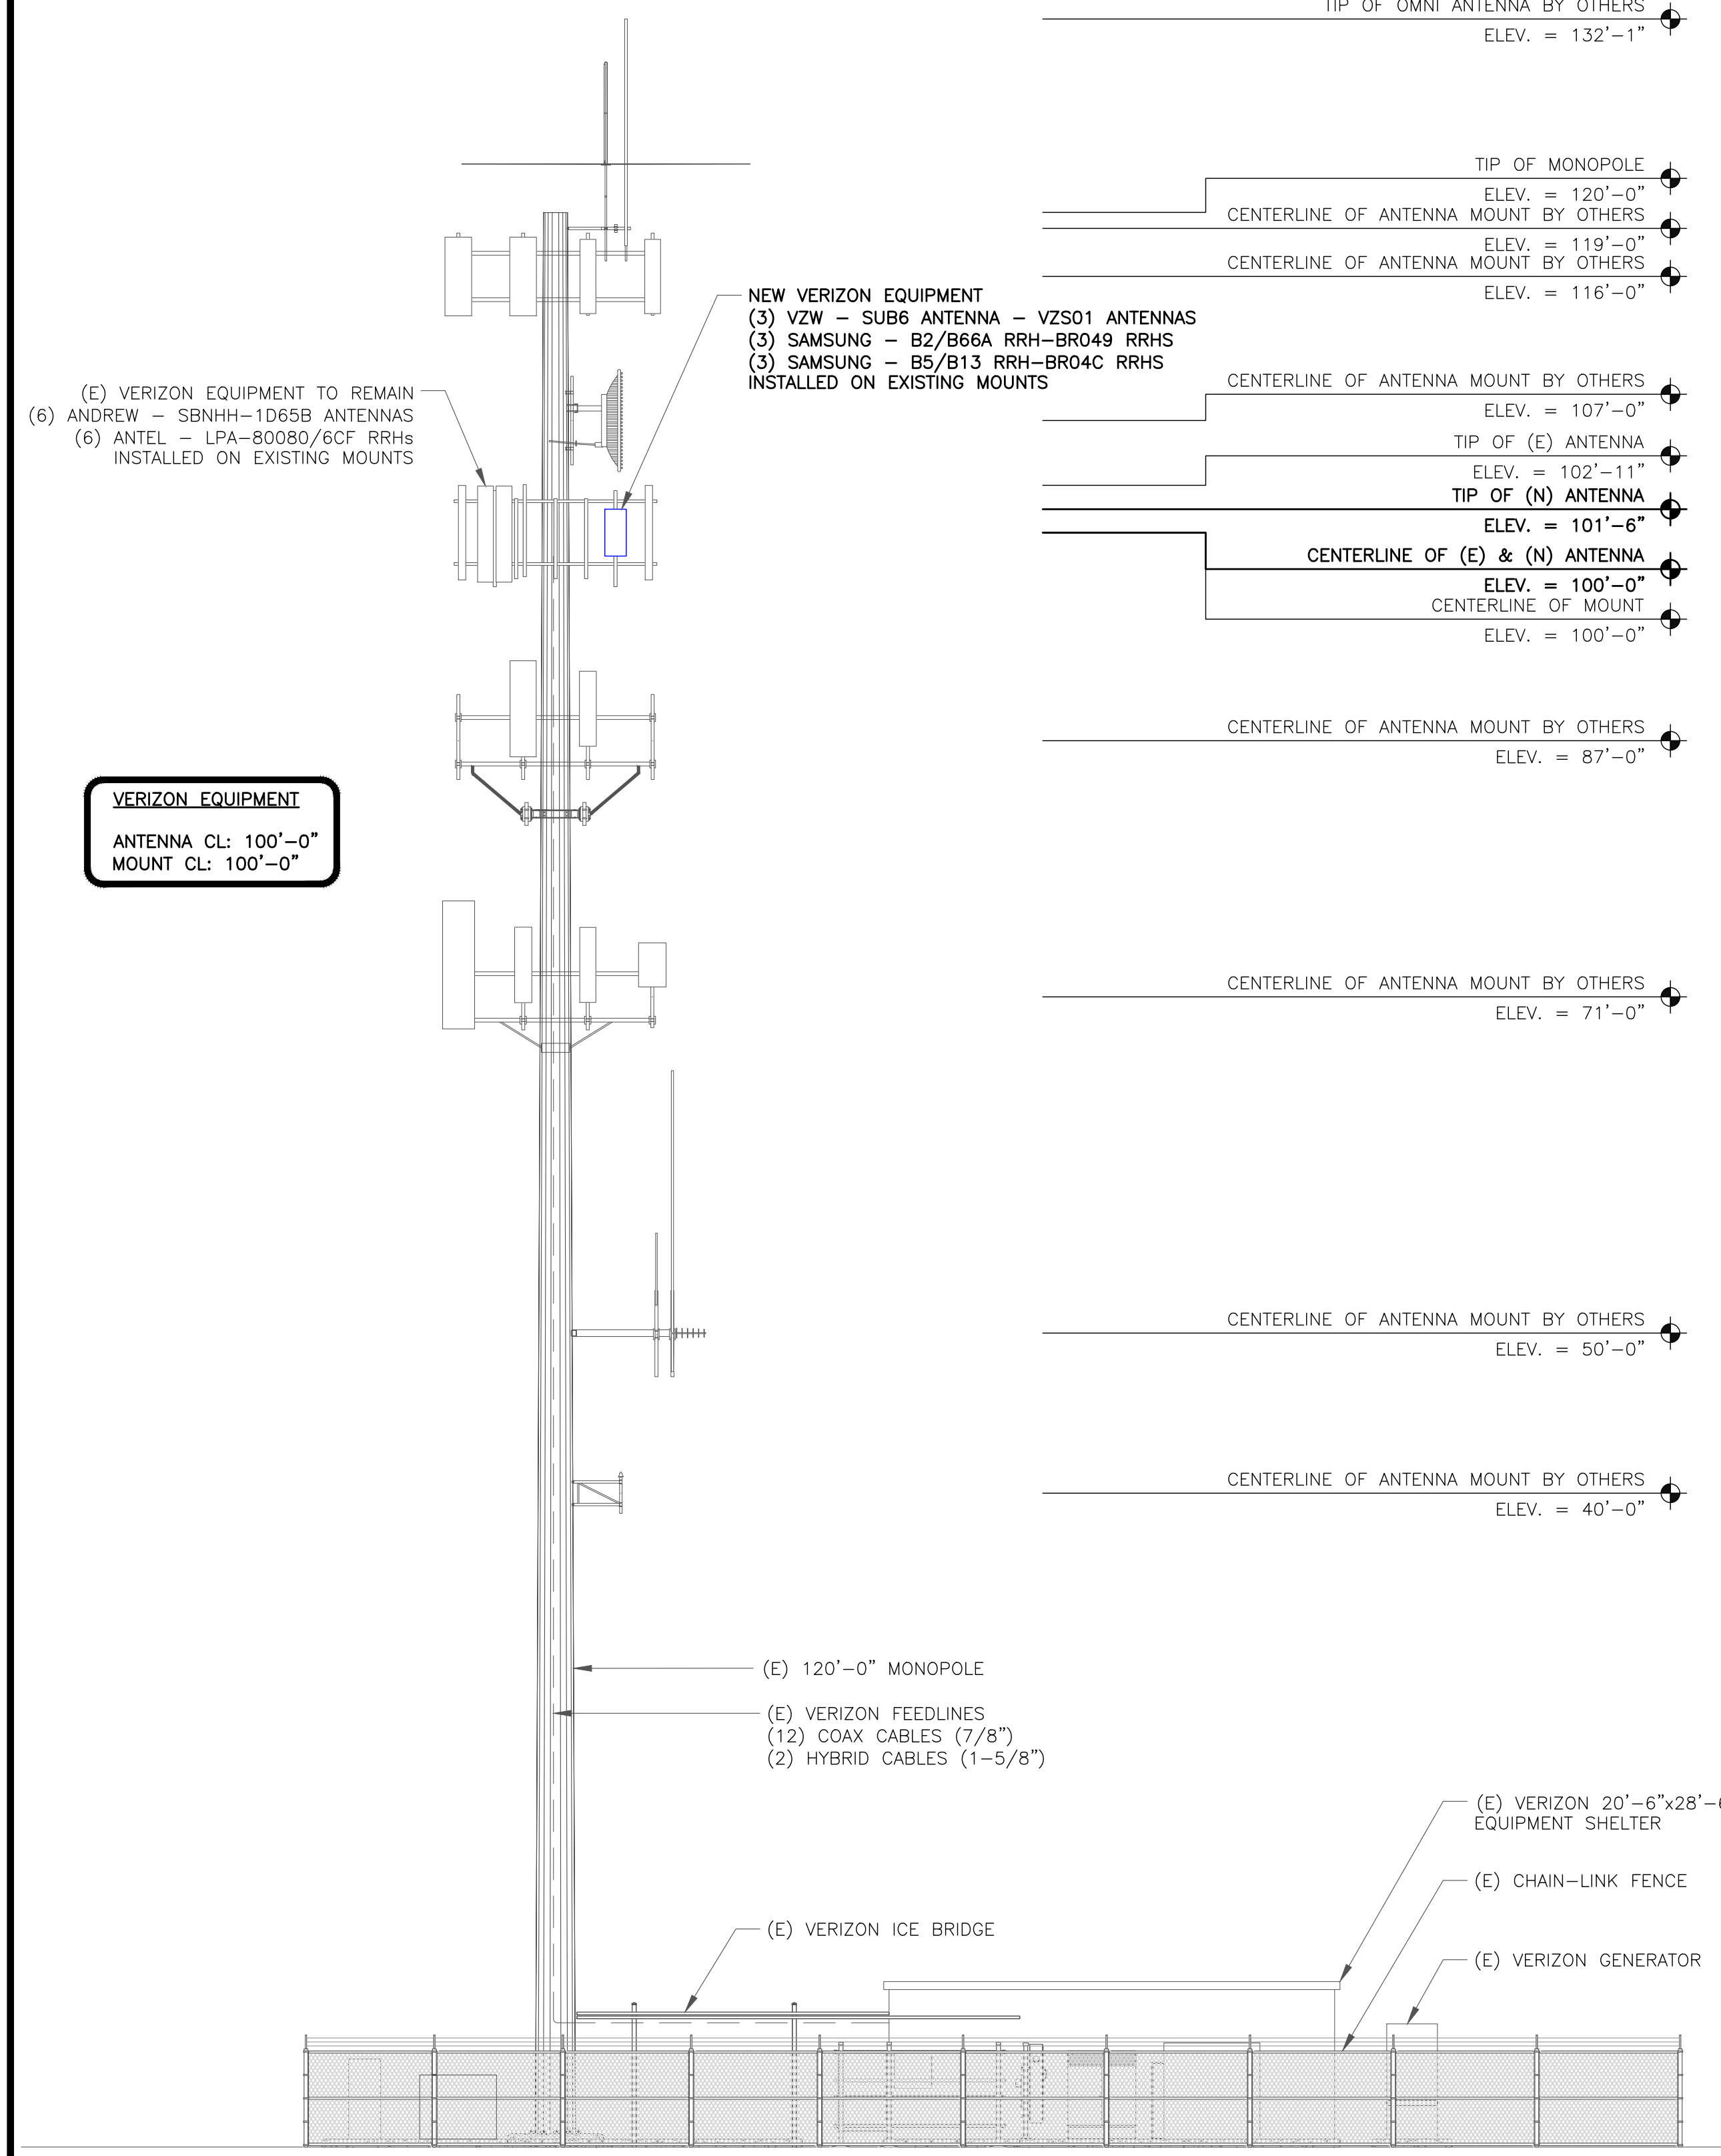 TIP OF OMNI ANTENNA BY OTHERS
ELEV. = 132'-1"
TIP OF MONOPOLE
ELEV. = 120'-0"
CENTERLINE OF ANTENNA MOUNT BY OTHERS
ELEV. = 119'-0"
CENTERLINE OF ANTENNA MOUNT BY OTHERS
ELEV. = 116'-0"
NEW VERIZON EQUIPMENT
(3) VZW - SUB6 ANTENNA - VZS01 ANTENNAS
(3) SAMSUNG - B2/B66A RRH-BR049 RRHS
(3) SAMSUNG - B5/B13 RRH-BR04C RRHS
INSTALLED ON EXISTING MOUNTS
(E) VERIZON EQUIPMENT TO REMAIN
(6) ANDREW - SBNHH-1D65B ANTENNAS
(6) ANTEL - LPA-80080/6CF RRHs
INSTALLED ON EXISTING MOUNTS
CENTERLINE OF ANTENNA MOUNT BY OTHERS
ELEV. = 107'-0"
TIP OF (E) ANTENNA
ELEV. = 102'-11"
TIP OF (N) ANTENNA
ELEV. = 101'-6"
CENTERLINE OF (E) & (N) ANTENNA
ELEV. = 100'-0"
CENTERLINE OF MOUNT
ELEV. = 100'-0"
CENTERLINE OF ANTENNA MOUNT BY OTHERS
ELEV. = 87'-0"
VERIZON EQUIPMENT
ANTENNA CL: 100'-0"
MOUNT CL: 100'-0"
CENTERLINE OF ANTENNA MOUNT BY OTHERS
ELEV. = 71'-0"
CENTERLINE OF ANTENNA MOUNT BY OTHERS
ELEV. = 50'-0"
CENTERLINE OF ANTENNA MOUNT BY OTHERS
ELEV. = 40'-0"
(E) 120'-0" MONOPOLE
(E) VERIZON FEEDLINES
(12) COAX CABLES (7/8")
(2) HYBRID CABLES (1-5/8")
(E) VERIZON 20'-6"x28'-6
EQUIPMENT SHELTER
(E) CHAIN-LINK FENCE
(E) VERIZON ICE BRIDGE
(E) VERIZON GENERATOR